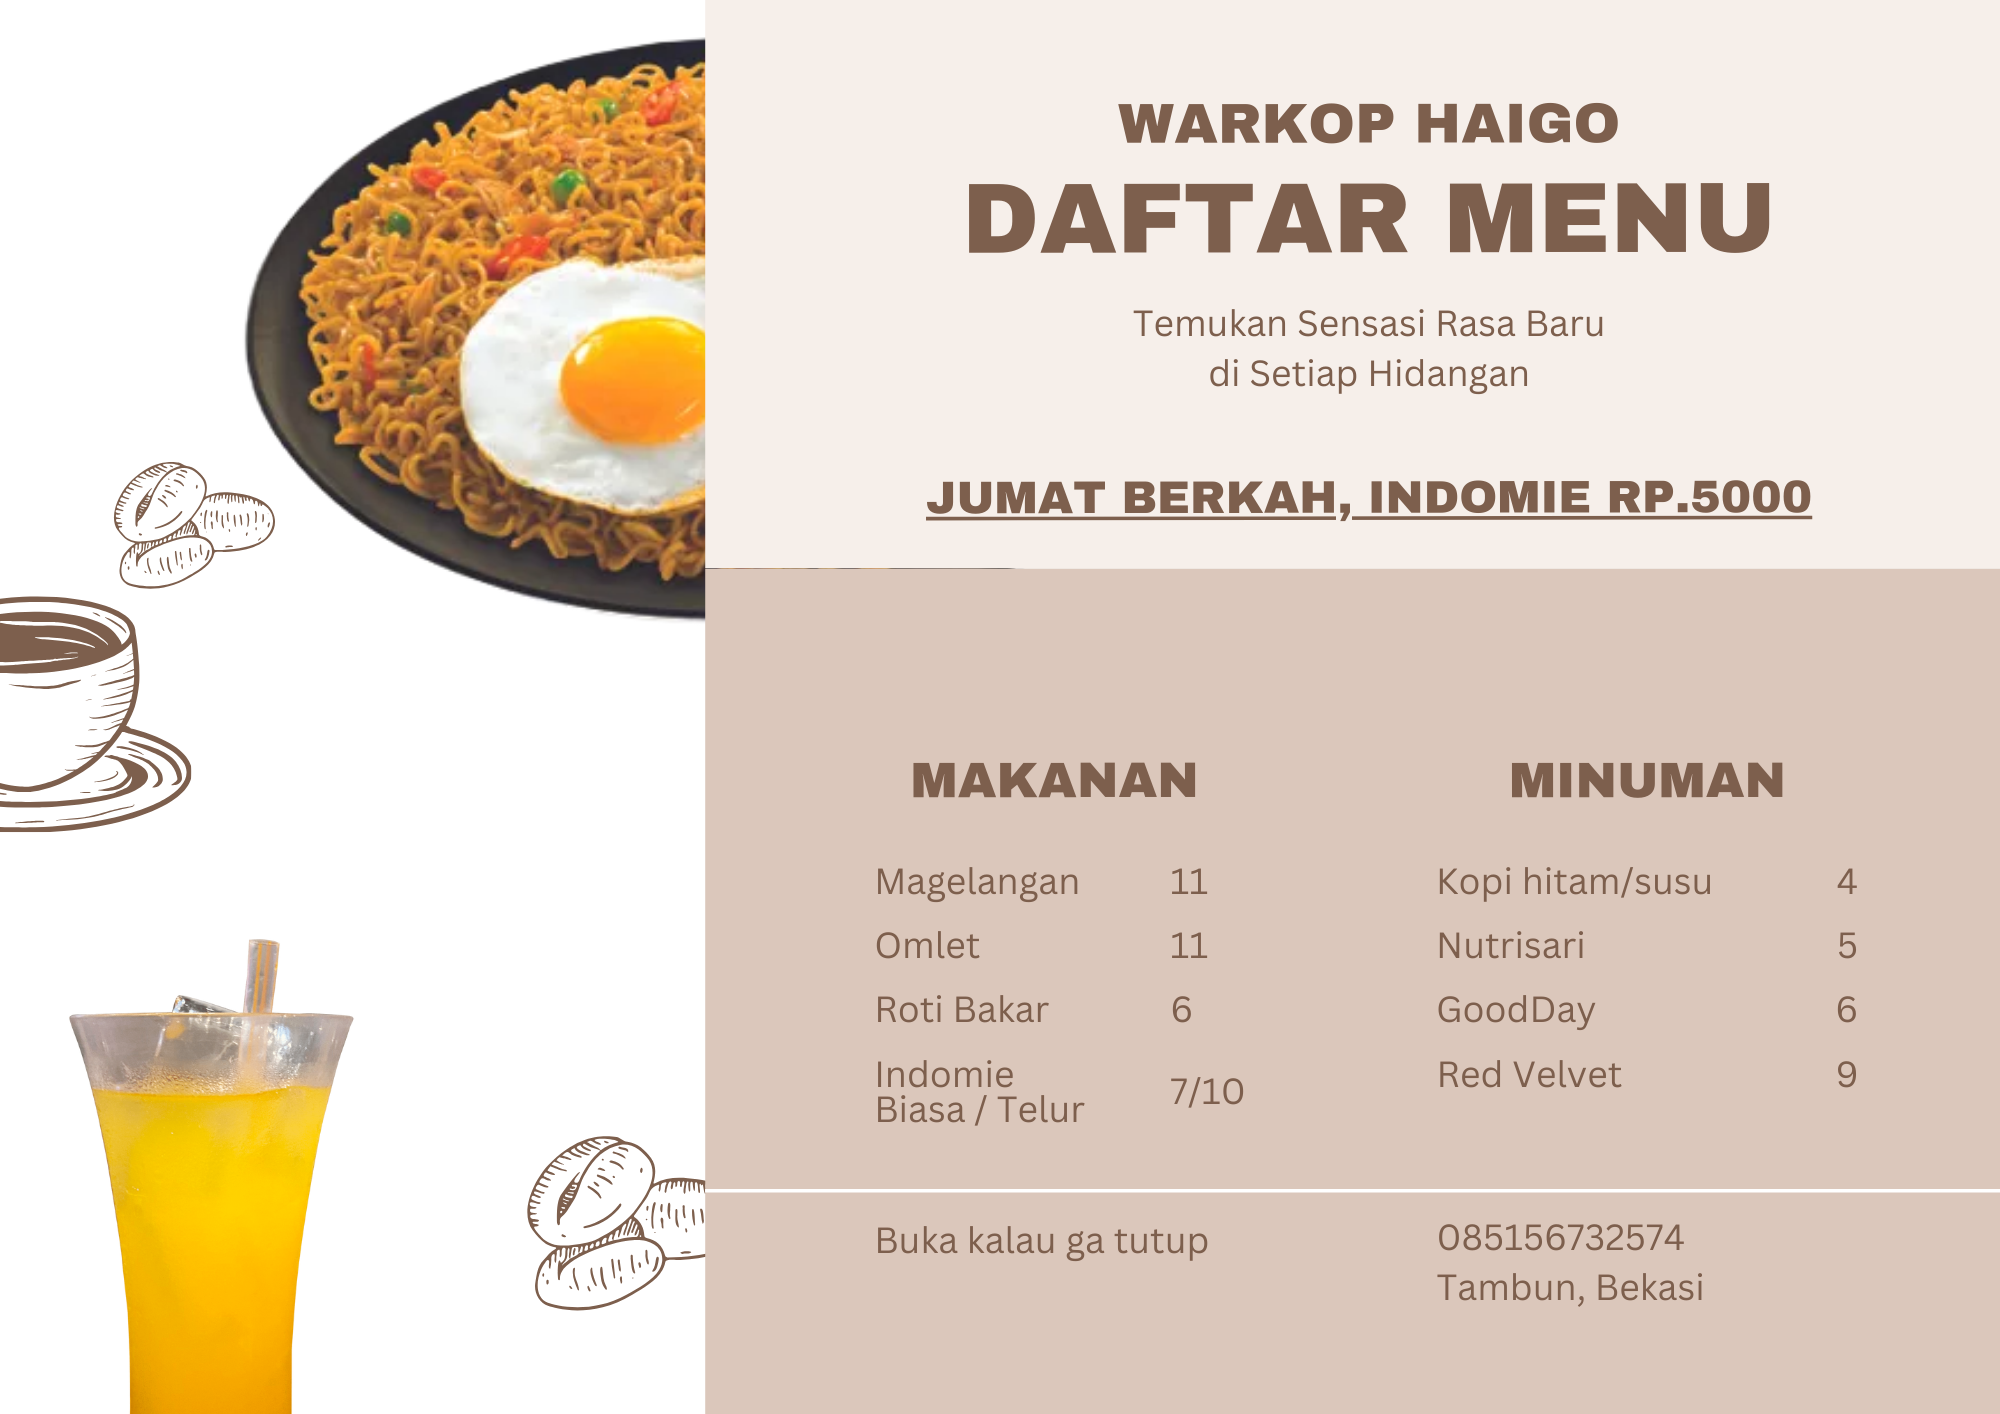 WARKOP HAIGO
DAFTAR MENU
Temukan Sensasi Rasa Baru
di Setiap Hidangan
JUMAT BERKAH, INDOMIE RP.5000
MAKANAN
Magelangan 11
Omlet 11
Roti Bakar 6
Indomie
Biasa / Telur 7/10
MINUMAN
Kopi hitam/susu 4
Nutrisari 5
GoodDay 6
Red Velvet 9
Buka kalau ga tutup
085156732574
Tambun, Bekasi